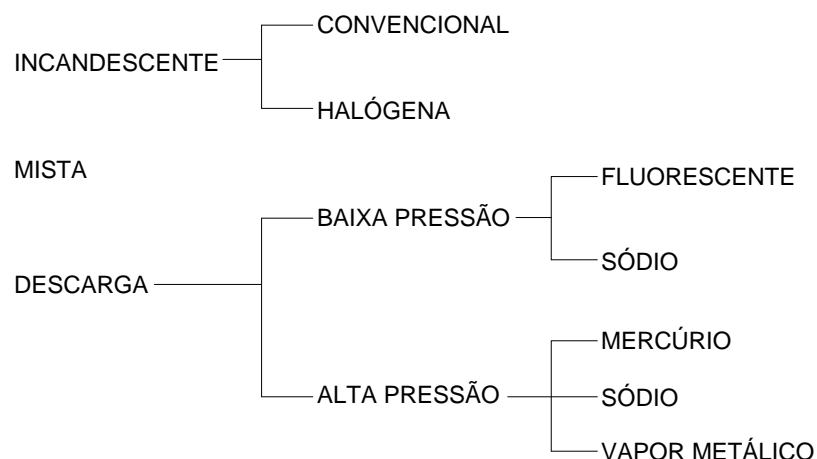 INCANDESCENTE
CONVENCIONAL
HALÓGENA
MISTA
DESCARGA
BAIXA PRESSÃO
FLUORESCENTE
SÓDIO
ALTA PRESSÃO
MERCÚRIO
SÓDIO
VAPOR METÁLICO